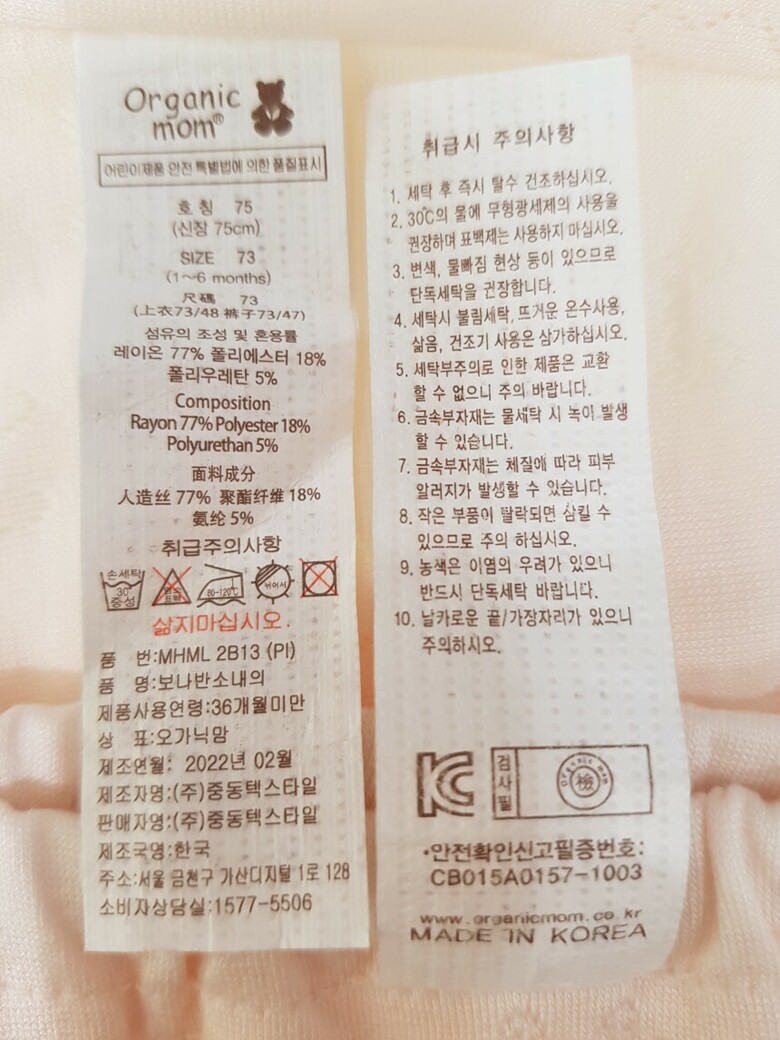 Organic
mom®
어린이제품 안전 특별법에 의한 품질표시
호 칭 75
(신장 75cm)
SIZE 73
(1~6 months)
尺碼 73
(上衣73/48 裤子73/47)
섬유의 조성 및 혼용률
레이온 77% 폴리에스터 18%
폴리우레탄 5%
Composition
Rayon 77% Polyester 18%
Polyurethan 5%
面料成分
人造丝 77% 聚酯纤维 18%
氨纶 5%
취급주의사항
손세탁
30°
중성
80~120℃
뉘어서
삶지마십시오.
품 번:MHML 2B13 (PI)
품 명:보나반소내의
제품사용연령:36개월미만
상 표:오가닉맘
제조연월: 2022년 02월
제조자명:(주)중동텍스타일
판매자명:(주)중동텍스타일
제조국명:한국
주소:서울 금천구 가산디지털 1로 128
소비자상담실:1577-5506
취급시 주의사항
1. 세탁 후 즉시 탈수 건조하십시오.
2. 30℃의 물에 무형광세제의 사용을
권장하며 표백제는 사용하지 마십시오.
3. 변색, 물빠짐 현상 등이 있으므로
단독세탁을 권장합니다.
4. 세탁시 불림세탁, 뜨거운 온수사용,
삶음, 건조기 사용은 삼가하십시오.
5. 세탁부주의로 인한 제품은 교환
할 수 없으니 주의 바랍니다.
6. 금속부자재는 물세탁 시 녹이 발생
할 수 있습니다.
7. 금속부자재는 체질에 따라 피부
알러지가 발생할 수 있습니다.
8. 작은 부품이 탈락되면 삼킬 수
있으므로 주의 하십시오.
9. 농색은 이염의 우려가 있으니
반드시 단독세탁 바랍니다.
10. 날카로운 끝/가장자리가 있으니
주의하십시오.
KC
검사필
organic mom
檢
·안전확인신고필증번호:
CB015A0157-1003
www.organicmom.co.kr
MADE IN KOREA